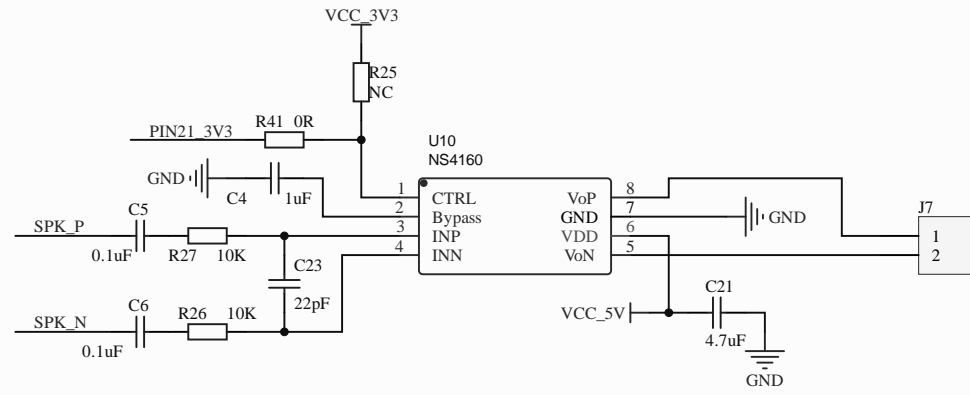 VCC_3V3
R25
NC
R41 0R
PIN21_3V3
U10
NS4160
GND
C4
1uF
1 CTRL VoP 8
2 Bypass GND 7
3 INP VDD 6
4 INN VoN 5
GND
J7
1
2
C5
SPK_P
0.1uF
R27 10K
C23
22pF
C6
SPK_N
0.1uF
R26 10K
VCC_5V
C21
4.7uF
GND